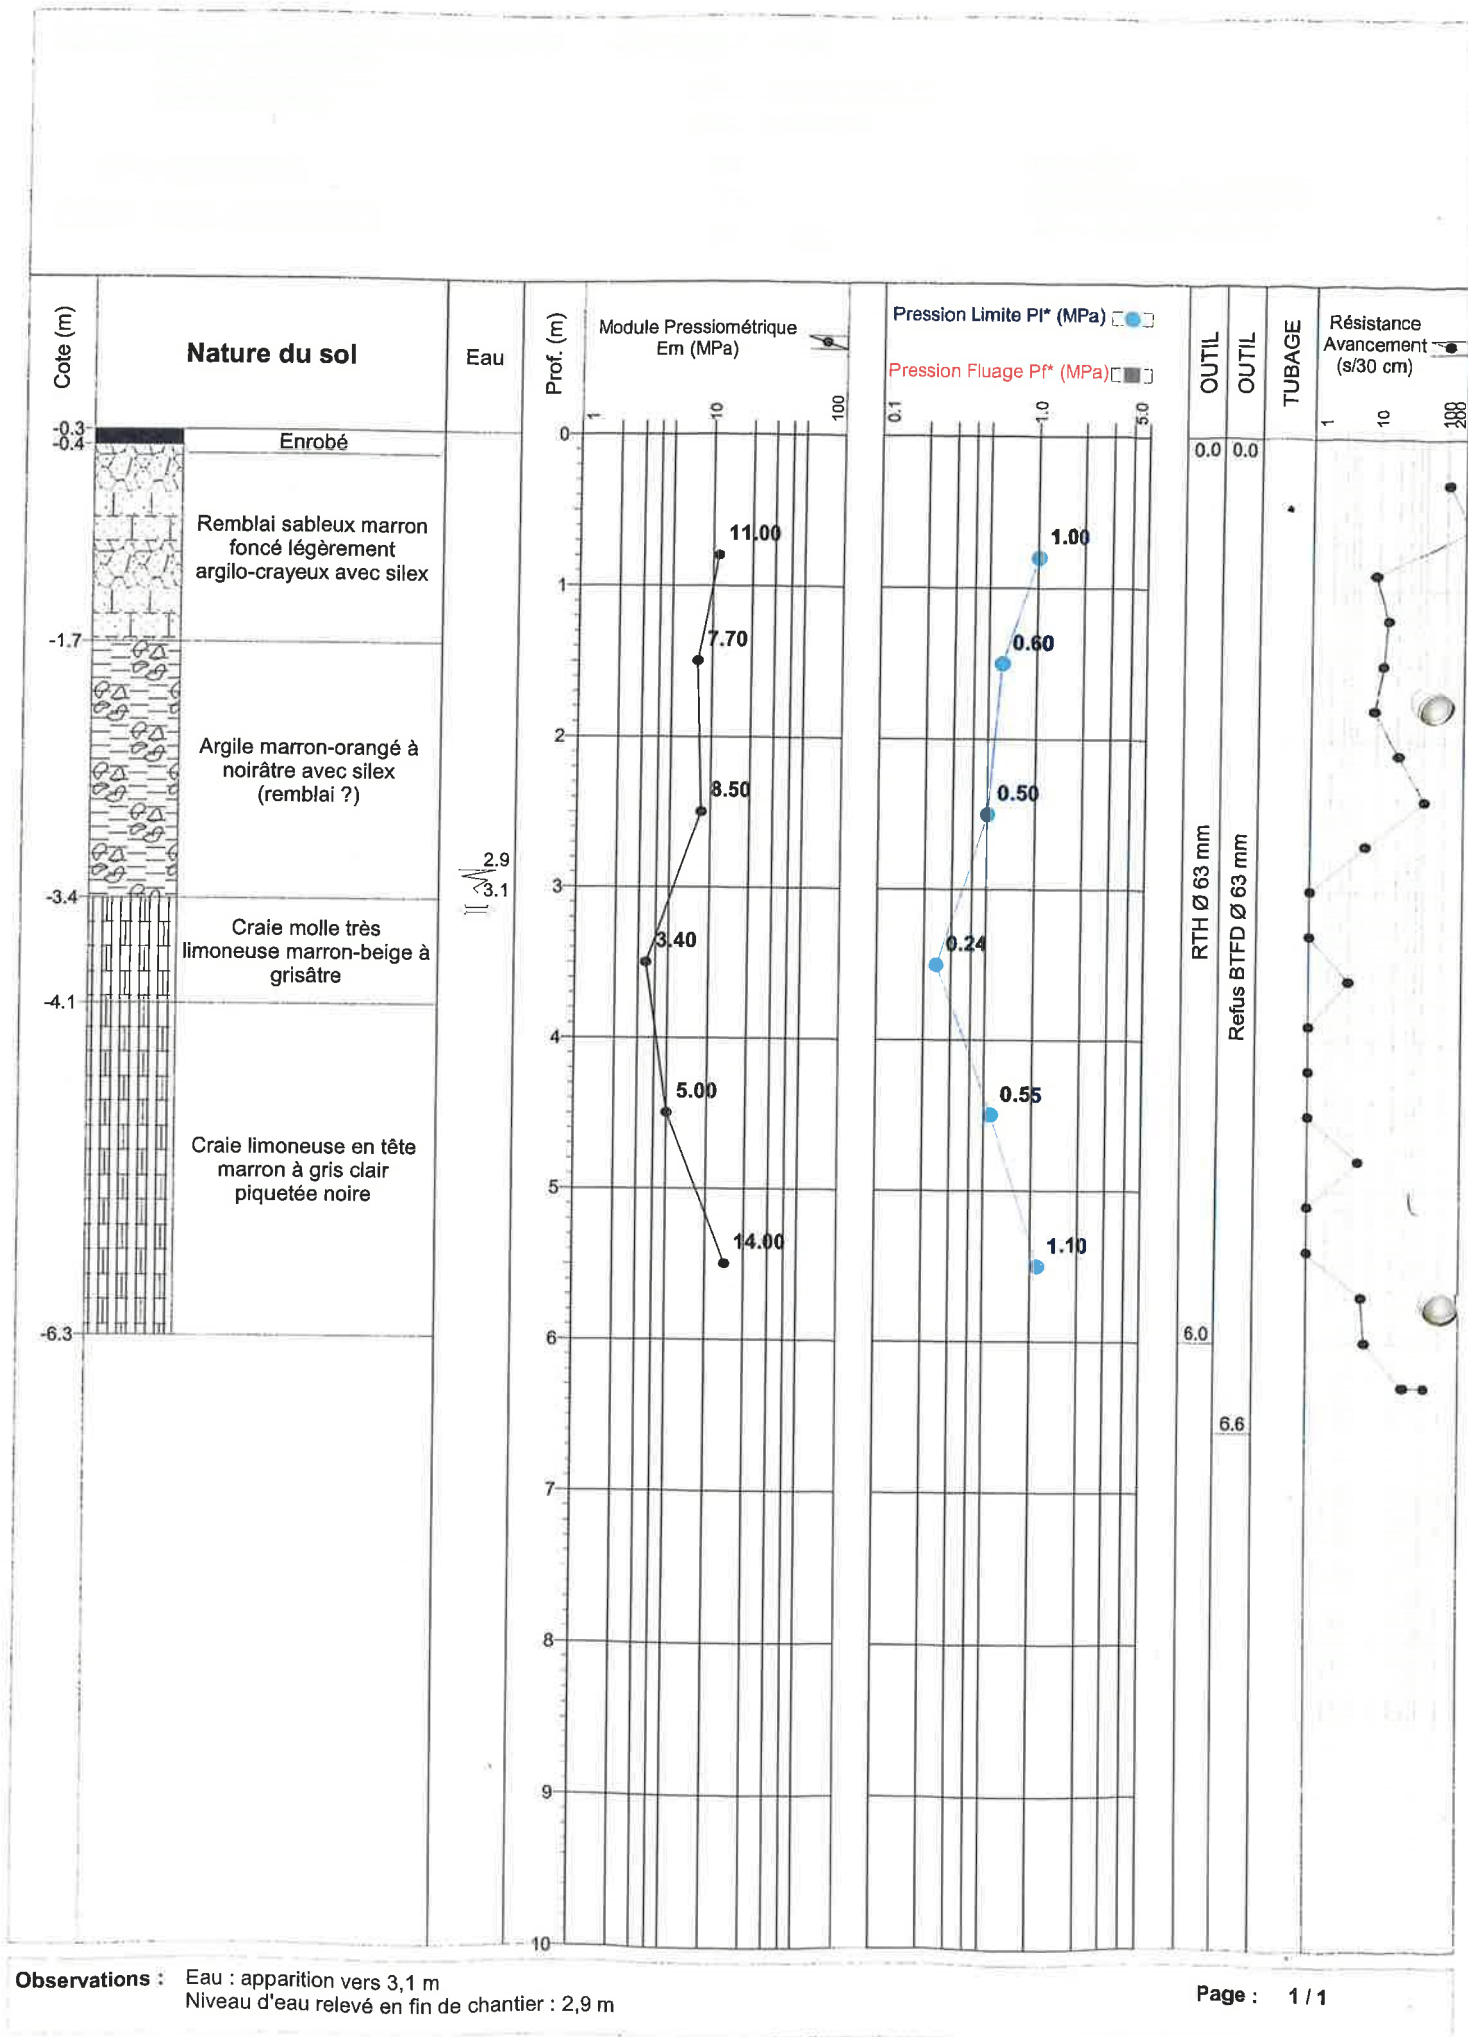 Cote (m)
Nature du sol
Eau
Prof. (m)
Module Pressiométrique
Em (MPa)
1
10
100
Pression Limite Pl* (MPa)
Pression Fluage Pf* (MPa)
0.1
1.0
5.0
OUTIL
OUTIL
TUBAGE
Résistance
Avancement
(s/30 cm)
1
10
100
200
-0.3
-0.4
-1.7
-3.4
-4.1
-6.3
Enrobé
Remblai sableux marron
foncé légèrement
argilo-crayeux avec silex
Argile marron-orangé à
noirâtre avec silex
(remblai ?)
Craie molle très
limoneuse marron-beige à
grisâtre
Craie limoneuse en tête
marron à gris clair
piquetée noire
2.9
3.1
0
1
2
3
4
5
6
7
8
9
10
11.00
7.70
8.50
3.40
5.00
14.00
1.00
0.60
0.50
0.24
0.55
1.10
0.0
0.0
RTH Ø 63 mm
Refus BTFD Ø 63 mm
6.0
6.6
Observations :
Eau : apparition vers 3,1 m
Niveau d'eau relevé en fin de chantier : 2,9 m
Page : 1 / 1